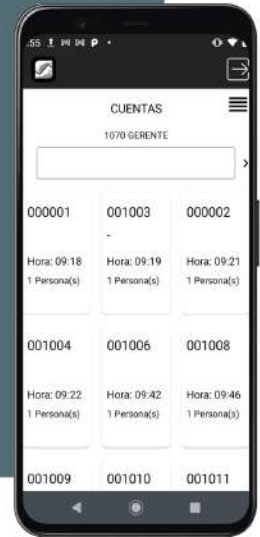 :55
CUENTAS
1070 GERENTE
000001 001003 000002
-
Hora: 09:18 Hora: 09:19 Hora: 09:21
1 Persona(s) 1 Persona(s) 1 Persona(s)
001004 001006 001008
Hora: 09:22 Hora: 09:42 Hora: 09:46
1 Persona(s) 1 Persona(s) 1 Persona(s)
001009 001010 001011